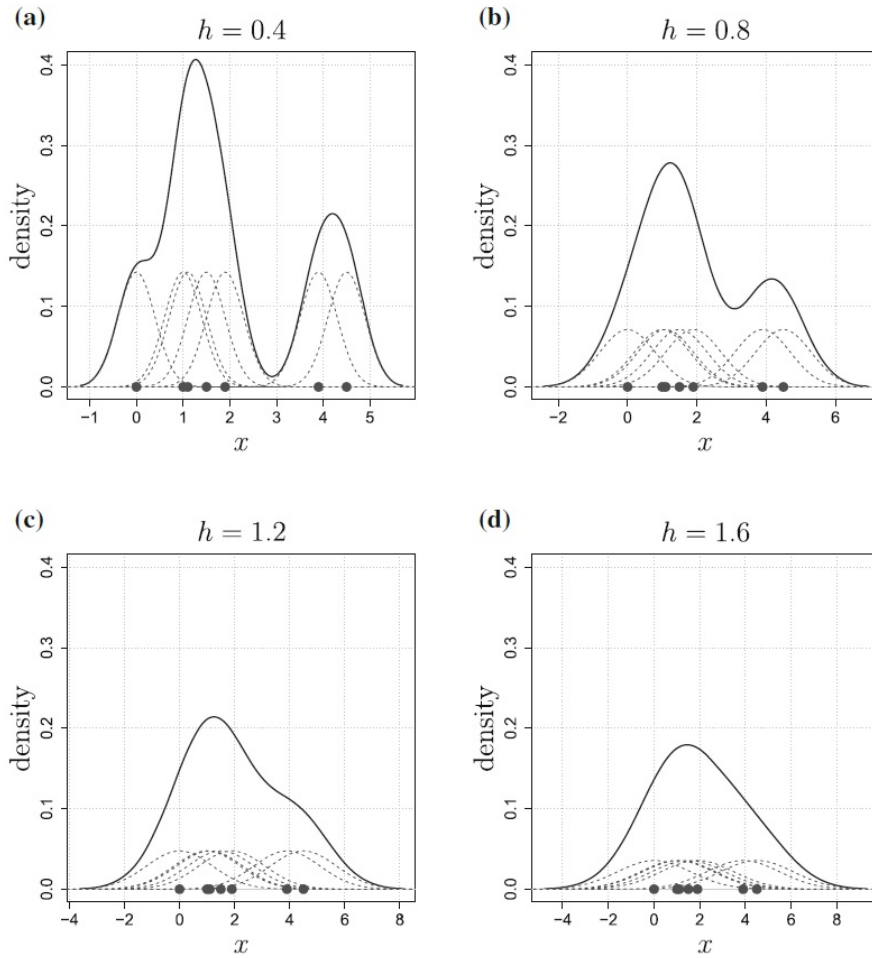 (a)
h = 0.4
density
0.4
0.3
0.2
0.1
0.0
−1 0 1 2 3 4 5
x
(b)
h = 0.8
density
0.4
0.3
0.2
0.1
0.0
−2 0 2 4 6
x
(c)
h = 1.2
density
0.4
0.3
0.2
0.1
0.0
−4 −2 0 2 4 6 8
x
(d)
h = 1.6
density
0.4
0.3
0.2
0.1
0.0
−4 −2 0 2 4 6 8
x